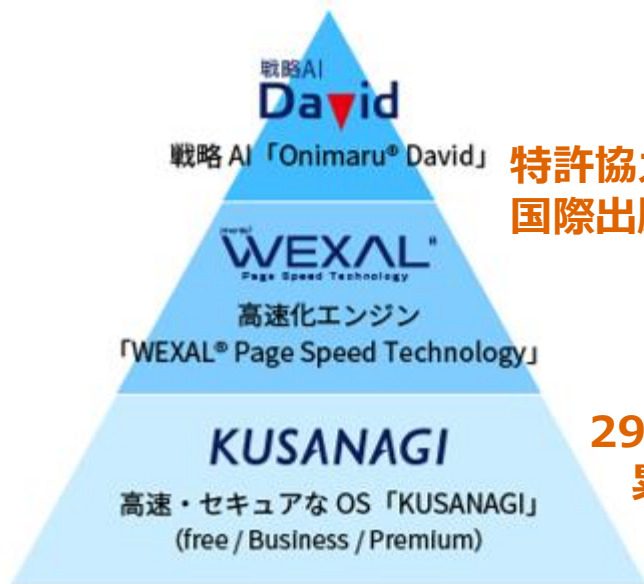 戦略AI
David
戦略 AI「Onimaru® David」
特許協
国際出
WEXAL®
Page Speed Technology
高速化エンジン
「WEXAL® Page Speed Technology」
KUSANAGI
29
高速・セキュアな OS「KUSANAGI」
(free / Business / Premium)